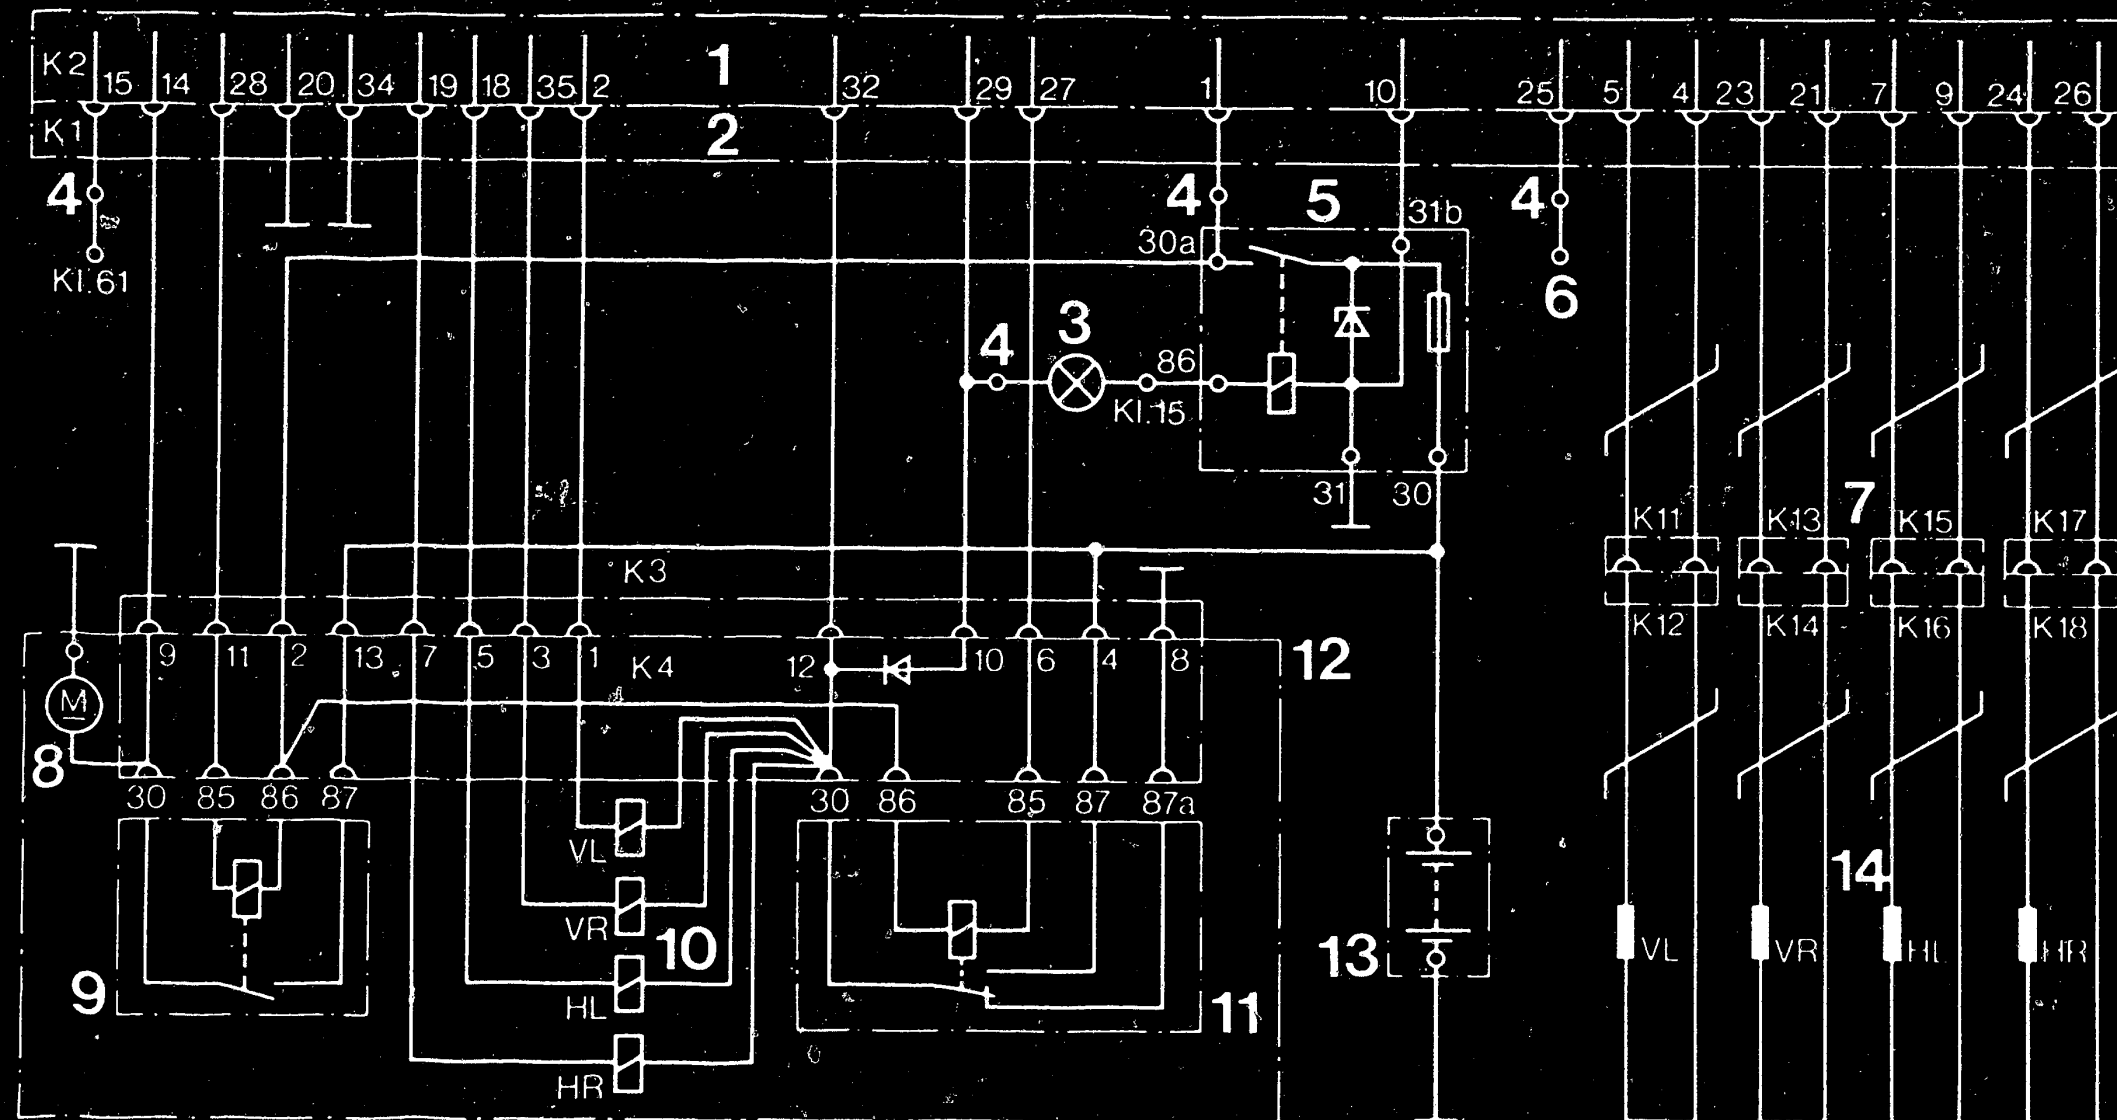 K2 15 14 28 20 34 19 18 35 2 1 32 29 27 1 10 25 5 4 23 21 7 9 24 26
K1 2
4 4 5 31b 4
30a
Kl.61 6
4 3 86
Kl.15
31 30 7
K11 K13 K15 K17
K3
K12 K14 K16 K18
9 11 2 13 7 5 3 1 K4 12 10 6 4 8 12
M
8
30 85 86 87 30 86 85 87 87a
VL
14
VR 10 13 VL VR HL HR
9 HL 11
HR